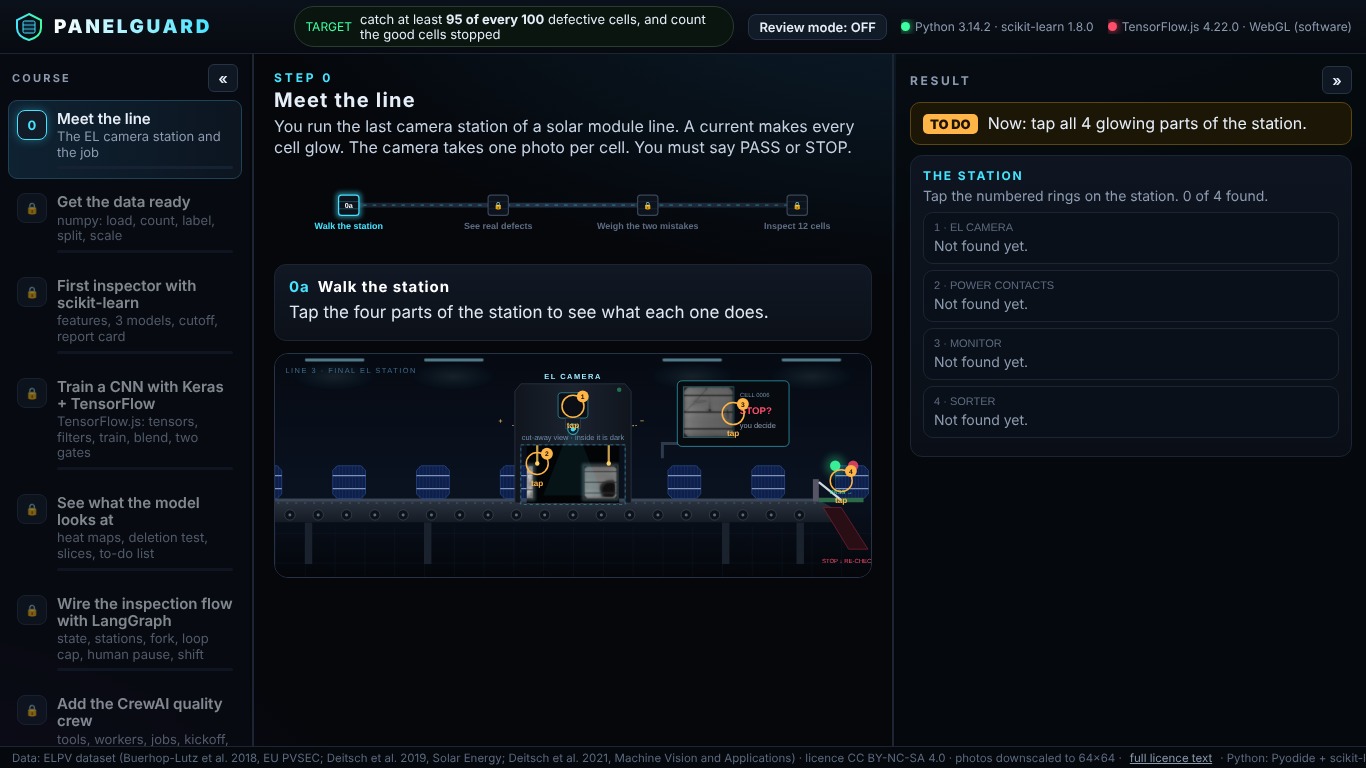 PANELGUARD
TARGET
catch at least 95 of every 100 defective cells, and count
the good cells stopped
Review mode: OFF
Python 3.14.2 · scikit-learn 1.8.0
TensorFlow.js 4.22.0 · WebGL (software)
COURSE
«
0
Meet the line
The EL camera station and
the job
Get the data ready
numpy: load, count, label,
split, scale
First inspector with
scikit-learn
features, 3 models, cutoff,
report card
Train a CNN with Keras
+ TensorFlow
TensorFlow.js: tensors,
filters, train, blend, two
gates
See what the model
looks at
heat maps, deletion test,
slices, to-do list
Wire the inspection flow
with LangGraph
state, stations, fork, loop
cap, human pause, shift
Add the CrewAI quality
crew
tools, workers, jobs, kickoff,
STEP 0
Meet the line
You run the last camera station of a solar module line. A current makes every
cell glow. The camera takes one photo per cell. You must say PASS or STOP.
0a
Walk the station
See real defects
Weigh the two mistakes
Inspect 12 cells
0a Walk the station
Tap the four parts of the station to see what each one does.
LINE 3 · FINAL EL STATION
EL CAMERA
1
tap
cut-away view · inside it is dark
2
tap
CELL 0006
3
STOP?
you decide
tap
4
tap
STOP ↓ RE-CHEC
RESULT
»
TO DO Now: tap all 4 glowing parts of the station.
THE STATION
Tap the numbered rings on the station. 0 of 4 found.
1 · EL CAMERA
Not found yet.
2 · POWER CONTACTS
Not found yet.
3 · MONITOR
Not found yet.
4 · SORTER
Not found yet.
Data: ELPV dataset (Buerhop-Lutz et al. 2018, EU PVSEC; Deitsch et al. 2019, Solar Energy; Deitsch et al. 2021, Machine Vision and Applications) · licence CC BY-NC-SA 4.0 · photos downscaled to 64×64 · full licence text · Python: Pyodide + scikit-